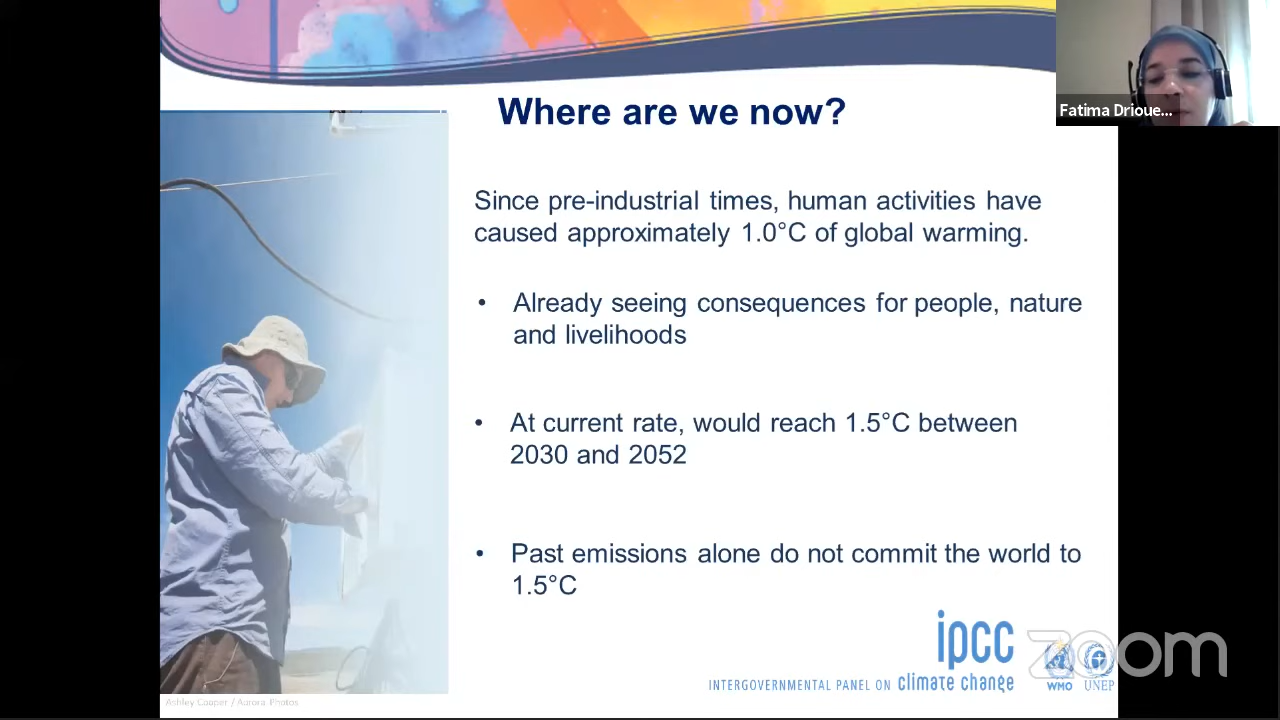 Where are we now?
Fatima Drioue...
Since pre-industrial times, human activities have
caused approximately 1.0°C of global warming.
• Already seeing consequences for people, nature
and livelihoods
• At current rate, would reach 1.5°C between
2030 and 2052
• Past emissions alone do not commit the world to
1.5°C
ipcc
INTERGOVERNMENTAL PANEL ON climate change
WMO UNEP
zoom
Ashley Cooper / Aurora Photos